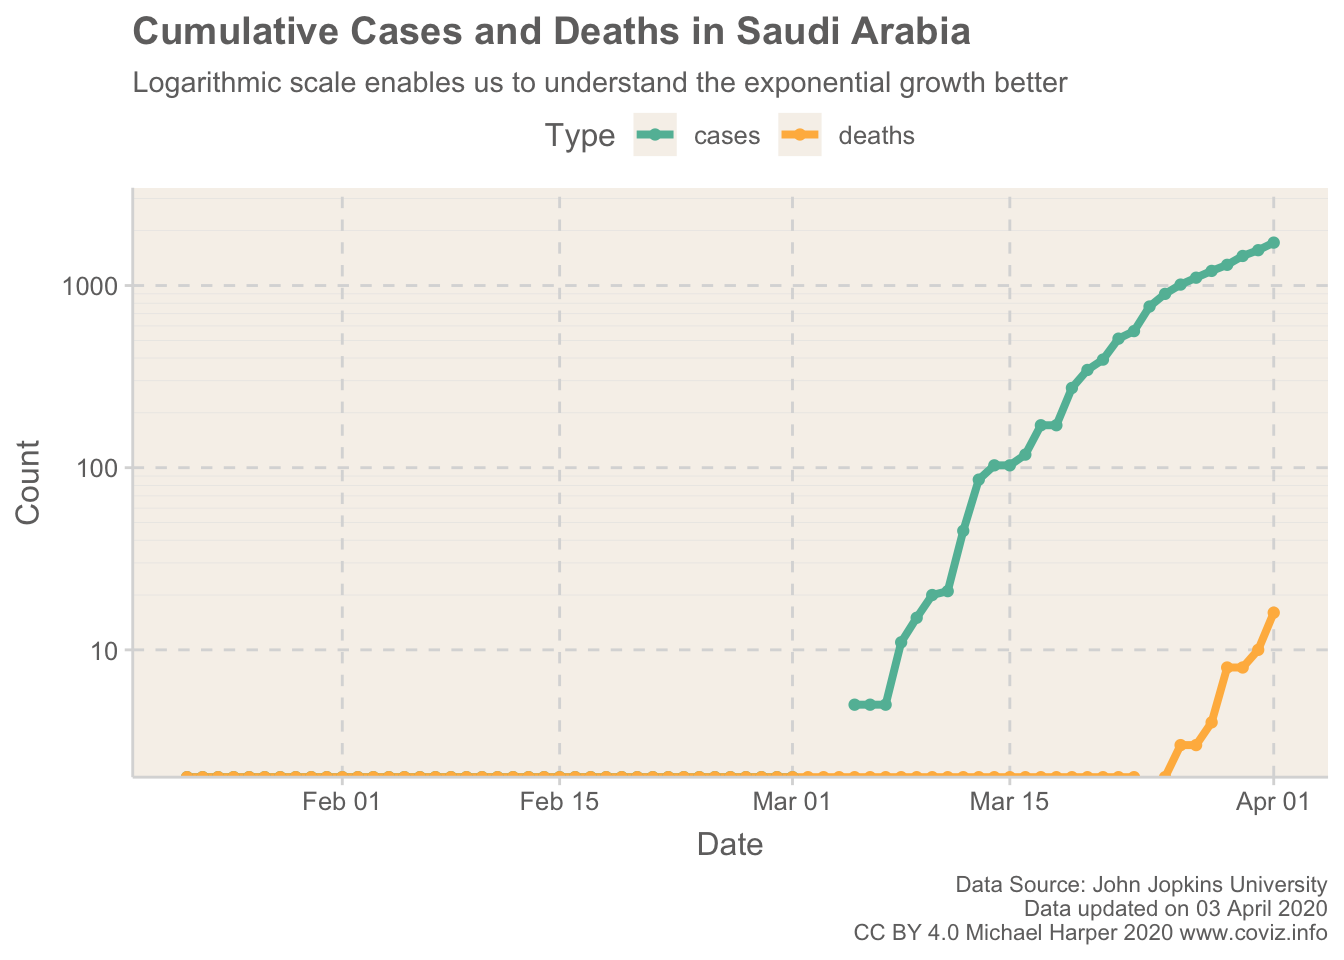 Cumulative Cases and Deaths in Saudi Arabia
Logarithmic scale enables us to understand the exponential growth better
Type cases deaths
1000
100
10
Count
Feb 01 Feb 15 Mar 01 Mar 15 Apr 01
Date
Data Source: John Jopkins University
Data updated on 03 April 2020
CC BY 4.0 Michael Harper 2020 www.coviz.info